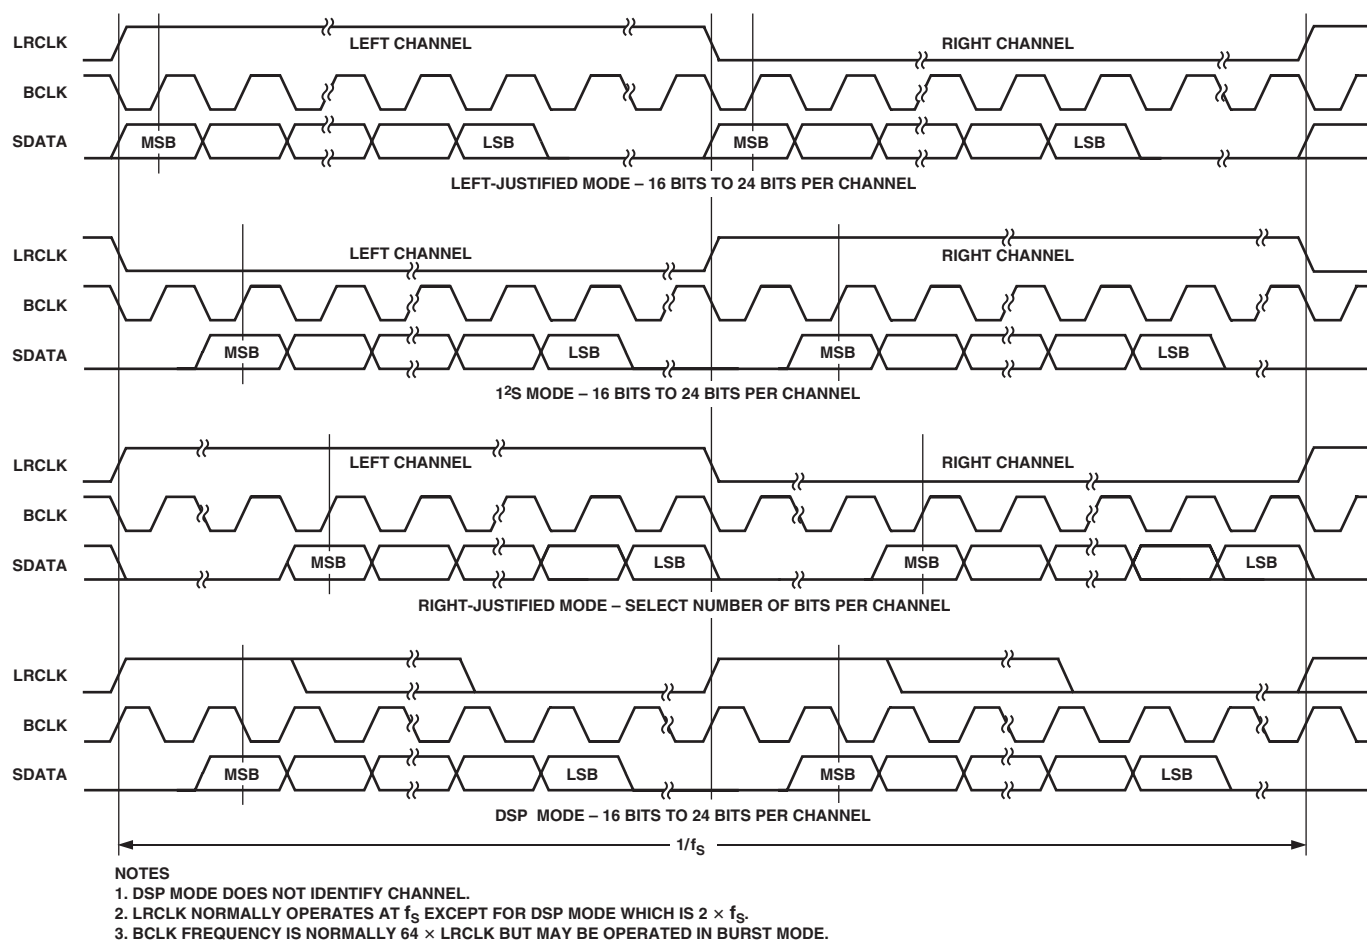 LRCLK LEFT CHANNEL RIGHT CHANNEL
BCLK
SDATA MSB LSB MSB LSB
LEFT-JUSTIFIED MODE – 16 BITS TO 24 BITS PER CHANNEL
LRCLK LEFT CHANNEL RIGHT CHANNEL
BCLK
SDATA MSB LSB MSB LSB
1²S MODE – 16 BITS TO 24 BITS PER CHANNEL
LRCLK LEFT CHANNEL RIGHT CHANNEL
BCLK
SDATA MSB LSB MSB LSB
RIGHT-JUSTIFIED MODE – SELECT NUMBER OF BITS PER CHANNEL
LRCLK
BCLK
SDATA MSB LSB MSB LSB
DSP MODE – 16 BITS TO 24 BITS PER CHANNEL
1/fS
NOTES
1. DSP MODE DOES NOT IDENTIFY CHANNEL.
2. LRCLK NORMALLY OPERATES AT fS EXCEPT FOR DSP MODE WHICH IS 2 × fS.
3. BCLK FREQUENCY IS NORMALLY 64 × LRCLK BUT MAY BE OPERATED IN BURST MODE.